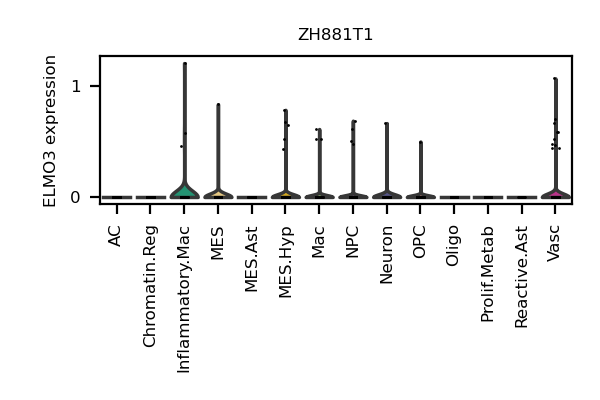 ZH881T1
ELMO3 expression
1
0
AC
Chromatin.Reg
Inflammatory.Mac
MES
MES.Ast
MES.Hyp
Mac
NPC
Neuron
OPC
Oligo
Prolif.Metab
Reactive.Ast
Vasc